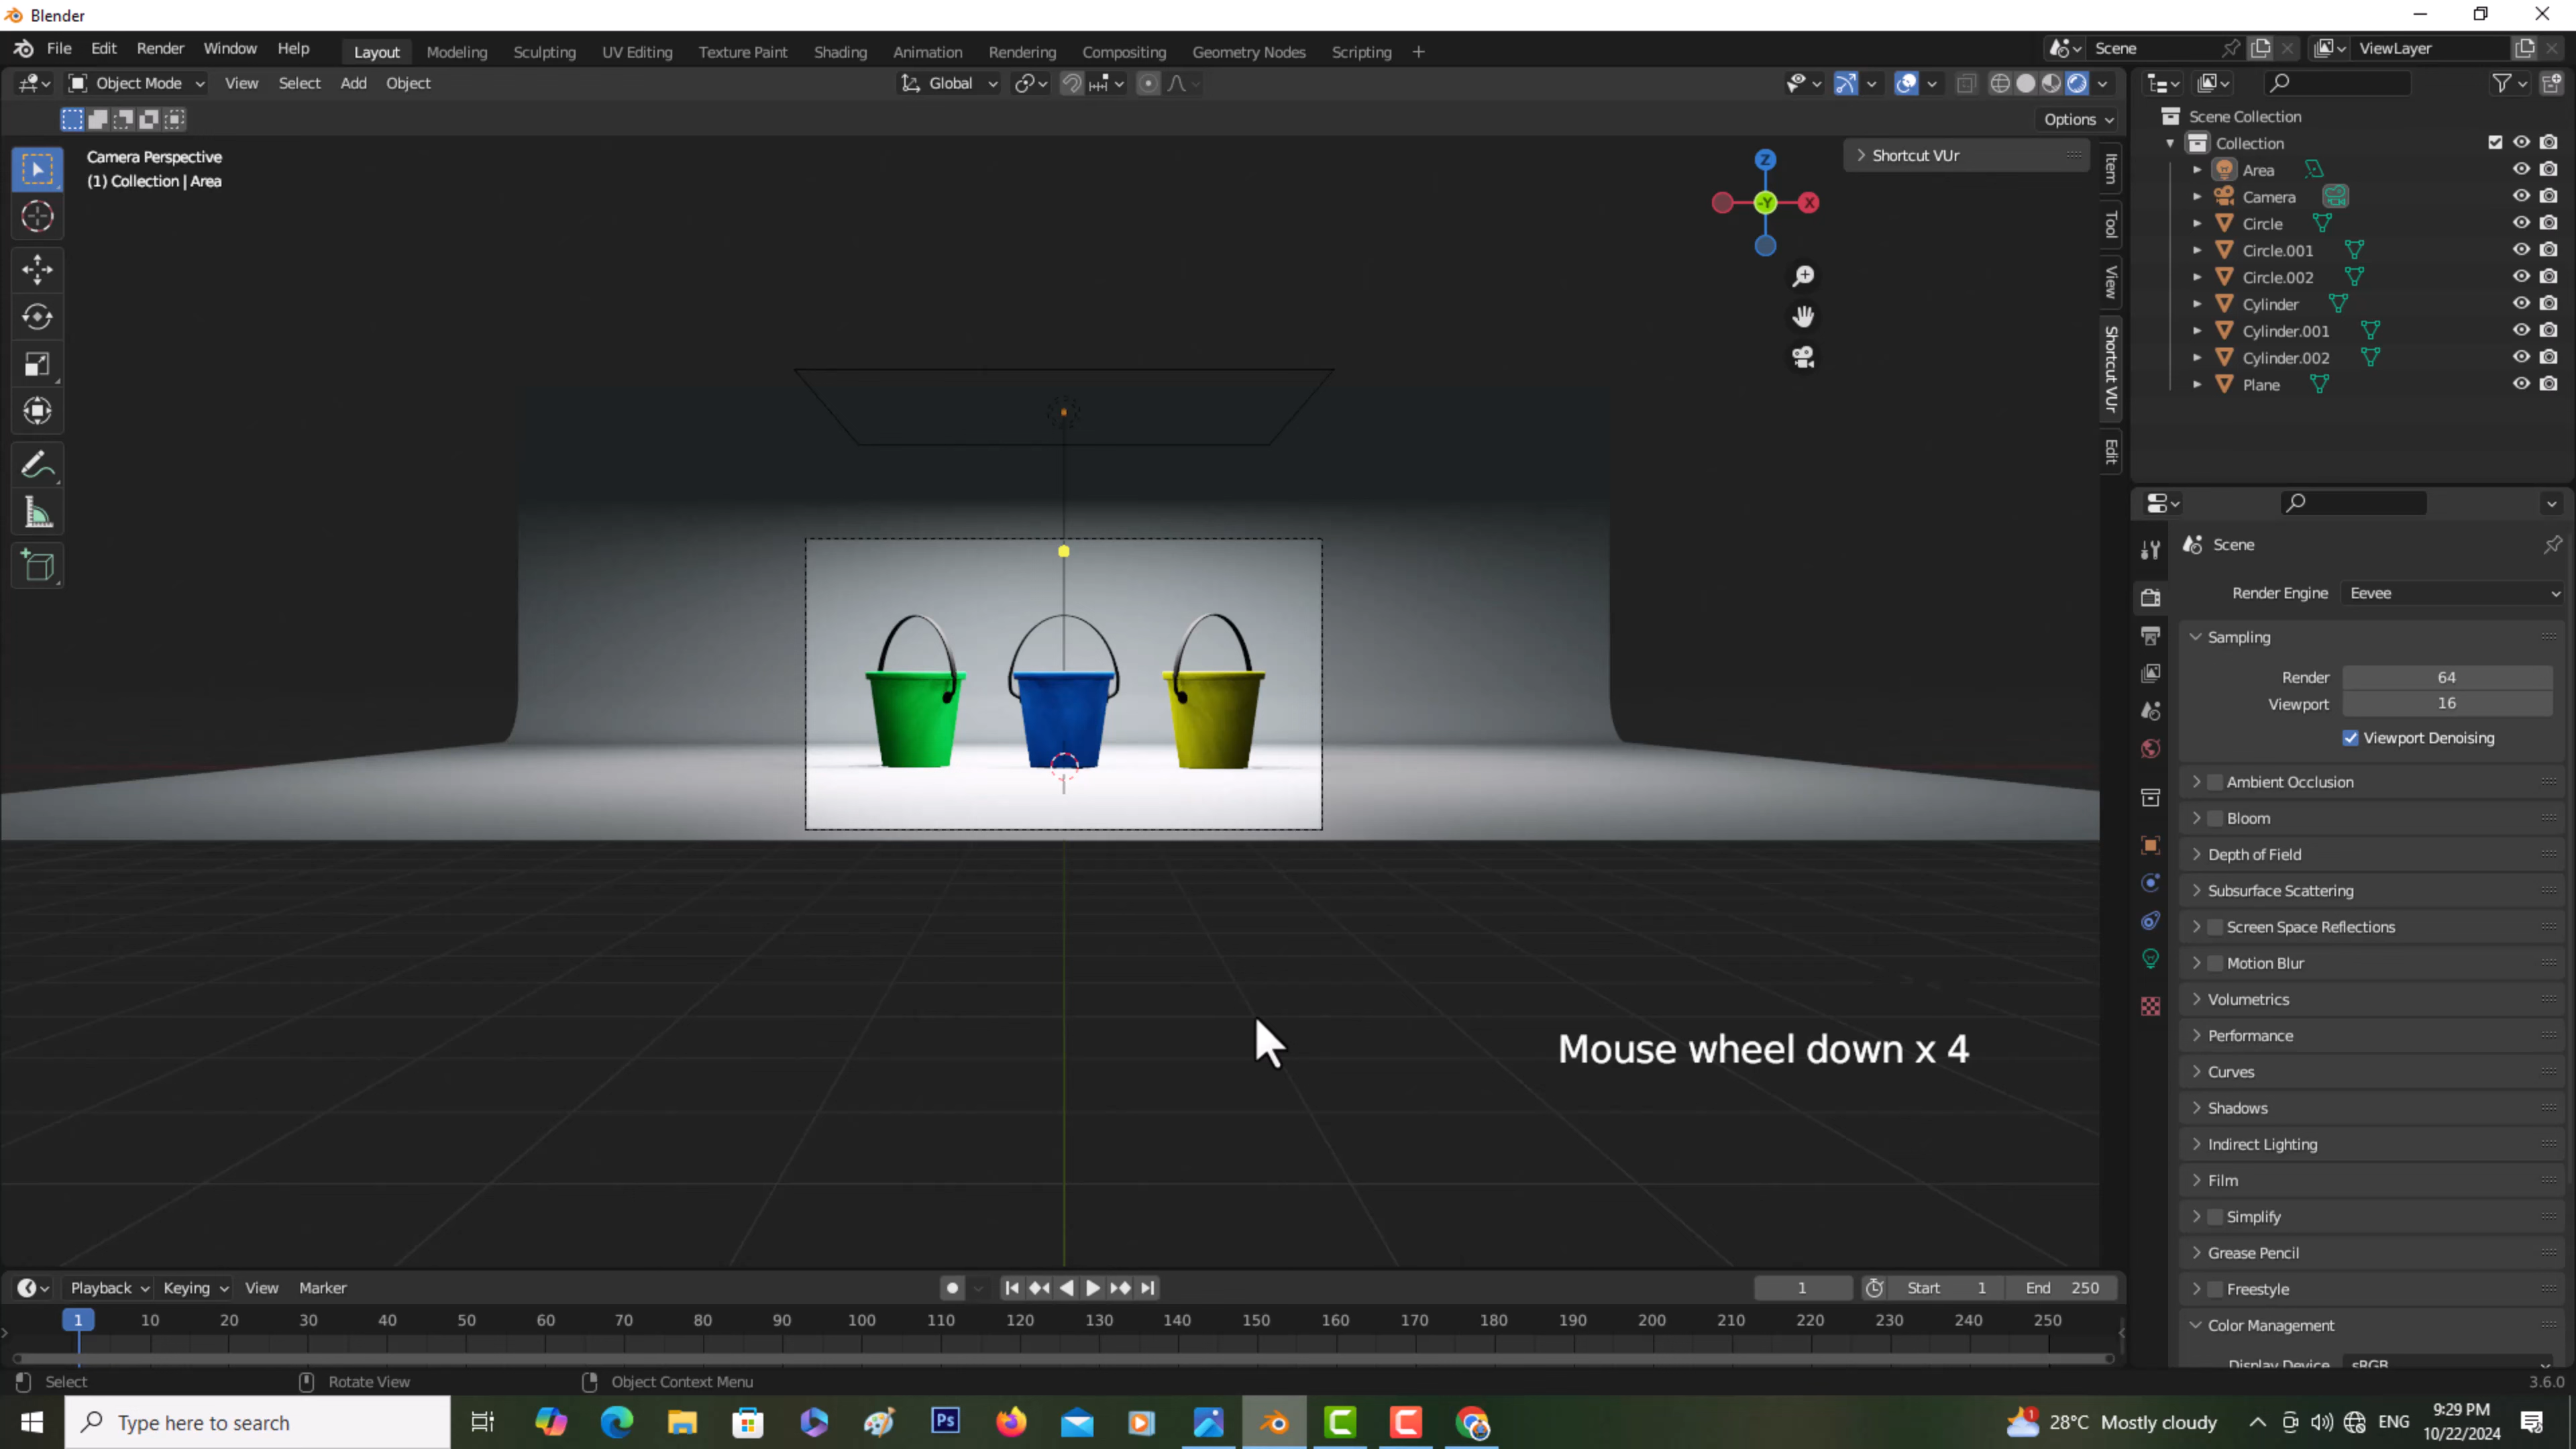 Blender
File Edit Render Window Help Layout Modeling Sculpting UV Editing Texture Paint Shading Animation Rendering Compositing Geometry Nodes Scripting + Scene ViewLayer
Object Mode View Select Add Object Global
Options
Camera Perspective
(1) Collection | Area
Shortcut VUr
Z
-Y
X
Item
Tool
View
Shortcut VUr
Edit
Scene Collection
Collection
Area
Camera
Circle
Circle.001
Circle.002
Cylinder
Cylinder.001
Cylinder.002
Plane
Scene
Render Engine Eevee
Sampling
Render 64
Viewport 16
Viewport Denoising
Ambient Occlusion
Bloom
Depth of Field
Subsurface Scattering
Screen Space Reflections
Motion Blur
Volumetrics
Performance
Curves
Shadows
Indirect Lighting
Film
Simplify
Grease Pencil
Freestyle
Color Management
Display Device sRGB
Mouse wheel down x 4
Playback Keying View Marker 1 Start 1 End 250
1 10 20 30 40 50 60 70 80 90 100 110 120 130 140 150 160 170 180 190 200 210 220 230 240 250
Select Rotate View Object Context Menu 3.6.0
Type here to search Ps 1 28°C Mostly cloudy ENG 9:29 PM
10/22/2024